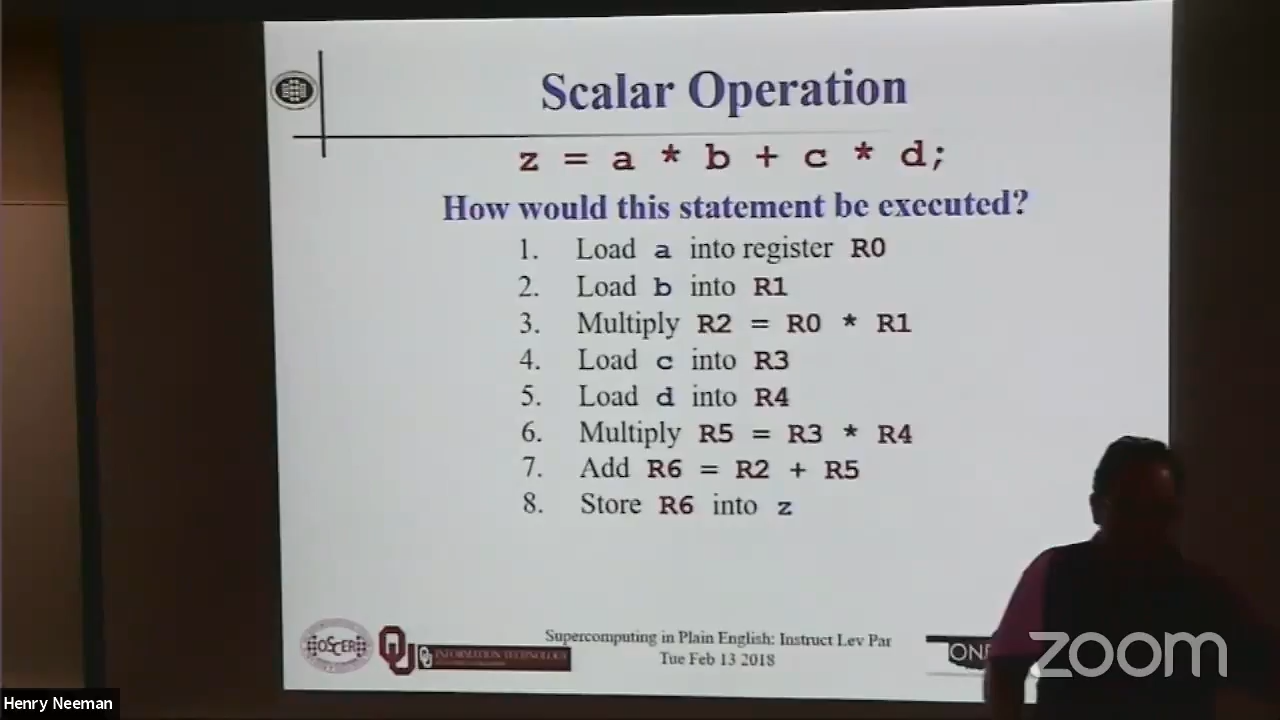 Scalar Operation
z = a * b + c * d;
How would this statement be executed?
1. Load a into register R0
2. Load b into R1
3. Multiply R2 = R0 * R1
4. Load c into R3
5. Load d into R4
6. Multiply R5 = R3 * R4
7. Add R6 = R2 + R5
8. Store R6 into z
OSCER
OU
INFORMATION TECHNOLOGY
Supercomputing in Plain English: Instruct Lev Par
Tue Feb 13 2018
zoom
Henry Neeman